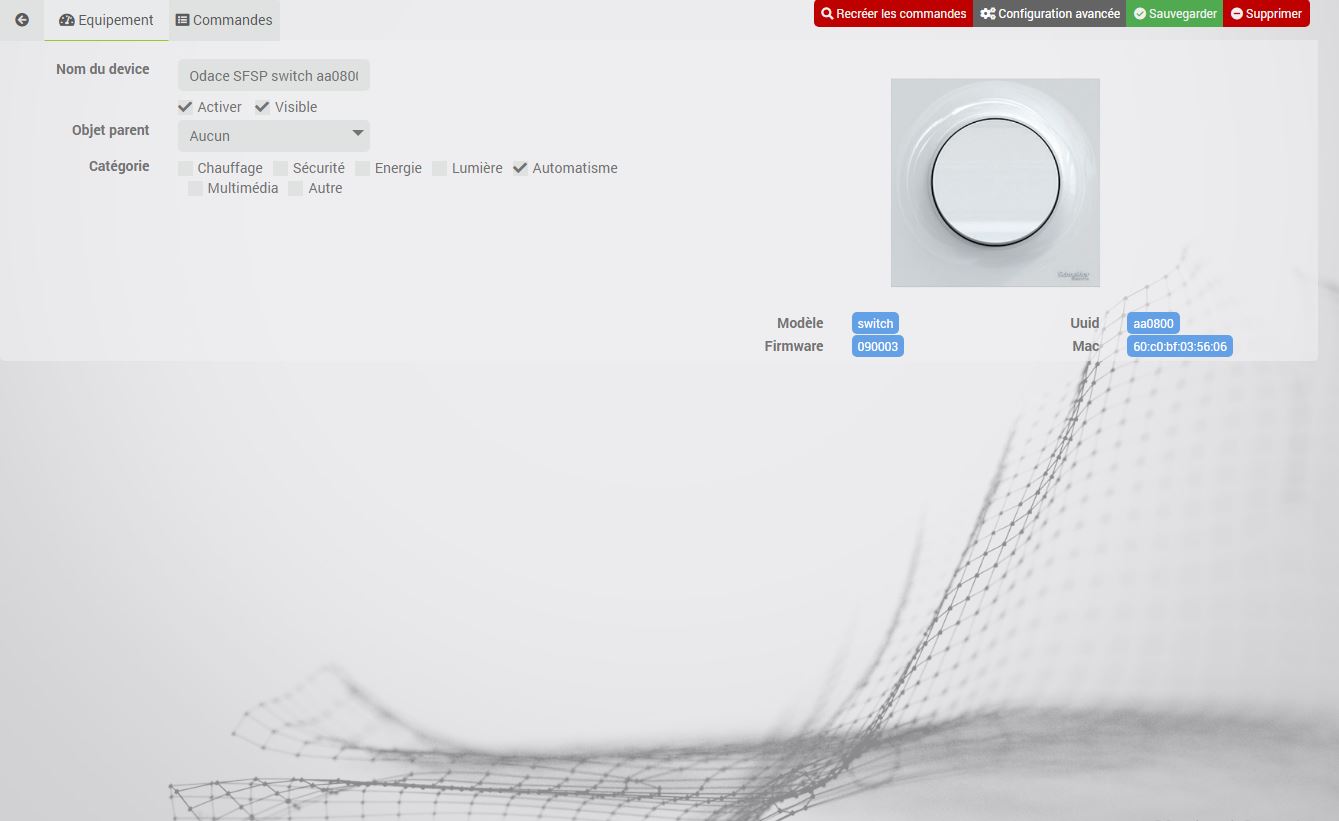 Equipement
Commandes
Recréer les commandes
Configuration avancée
Sauvegarder
Supprimer
Nom du device
Odace SFSP switch aa0800
Activer
Visible
Objet parent
Aucun
Catégorie
Chauffage
Sécurité
Energie
Lumière
Automatisme
Multimédia
Autre
Schneider
Modèle
switch
Uuid
aa0800
Firmware
090003
Mac
60:c0:bf:03:56:06